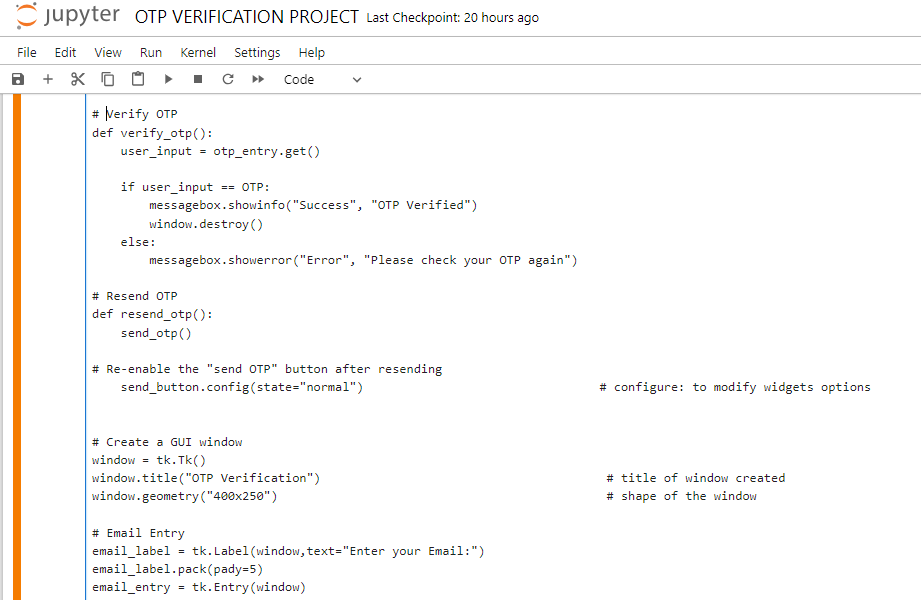 jupyter OTP VERIFICATION PROJECT Last Checkpoint: 20 hours ago
File Edit View Run Kernel Settings Help
Code
# Verify OTP
def verify_otp():
    user_input = otp_entry.get()
    if user_input == OTP:
        messagebox.showinfo("Success", "OTP Verified")
        window.destroy()
    else:
        messagebox.showerror("Error", "Please check your OTP again")
# Resend OTP
def resend_otp():
    send_otp()
# Re-enable the "send OTP" button after resending
    send_button.config(state="normal") # configure: to modify widgets options
# Create a GUI window
window = tk.Tk()
window.title("OTP Verification") # title of window created
window.geometry("400x250") # shape of the window
# Email Entry
email_label = tk.Label(window,text="Enter your Email:")
email_label.pack(pady=5)
email_entry = tk.Entry(window)